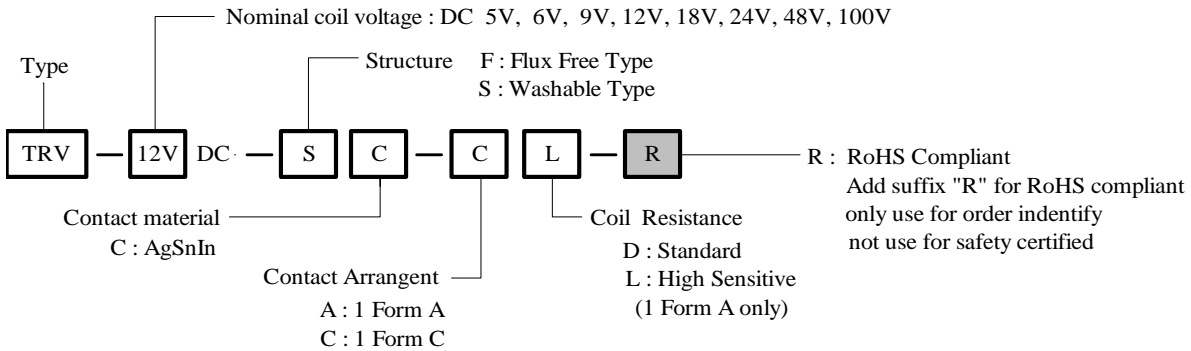 Nominal coil voltage : DC 5V, 6V, 9V, 12V, 18V, 24V, 48V, 100V
Type
Structure F : Flux Free Type
S : Washable Type
TRV — 12V DC — S C — C L — R
R : RoHS Compliant
Add suffix "R" for RoHS compliant
only use for order indentify
not use for safety certified
Contact material
C : AgSnIn
Coil Resistance
D : Standard
L : High Sensitive
(1 Form A only)
Contact Arrangent
A : 1 Form A
C : 1 Form C